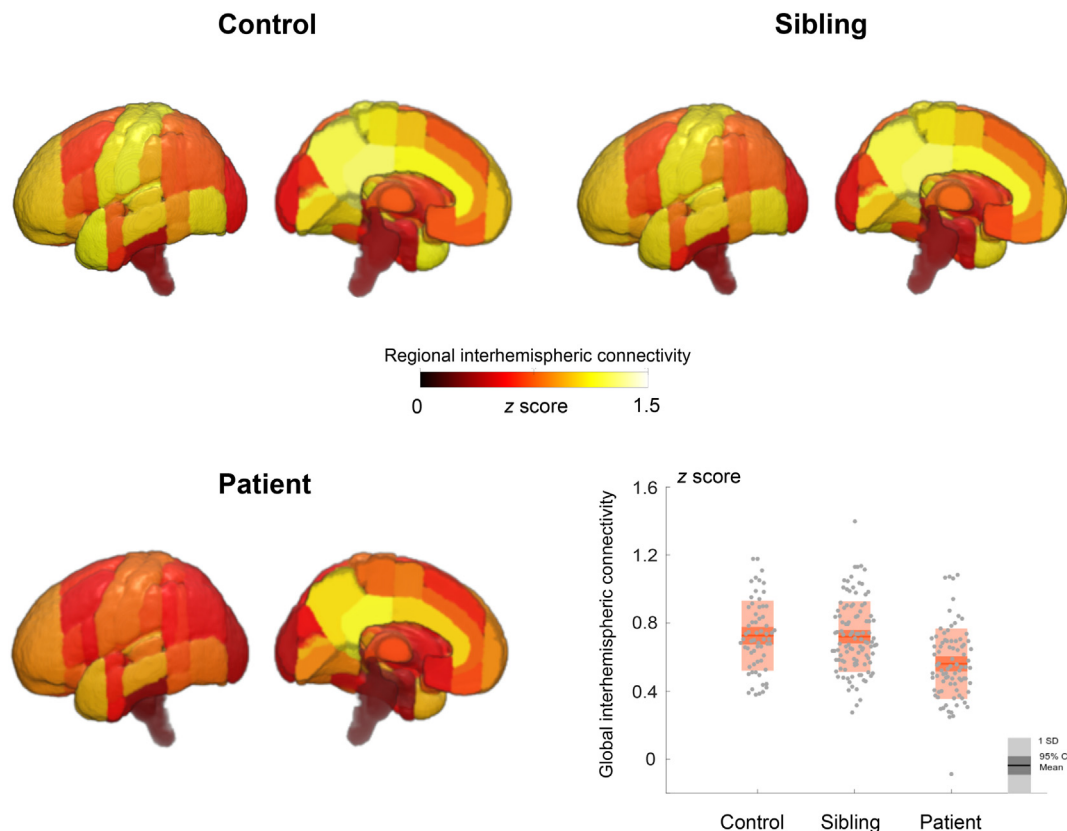 Control
Sibling
Regional interhemispheric connectivity
0
z score
1.5
Patient
z score
Global interhemispheric connectivity
1.6
1.2
0.8
0.4
0
1 SD
95% C
Mean
Control
Sibling
Patient